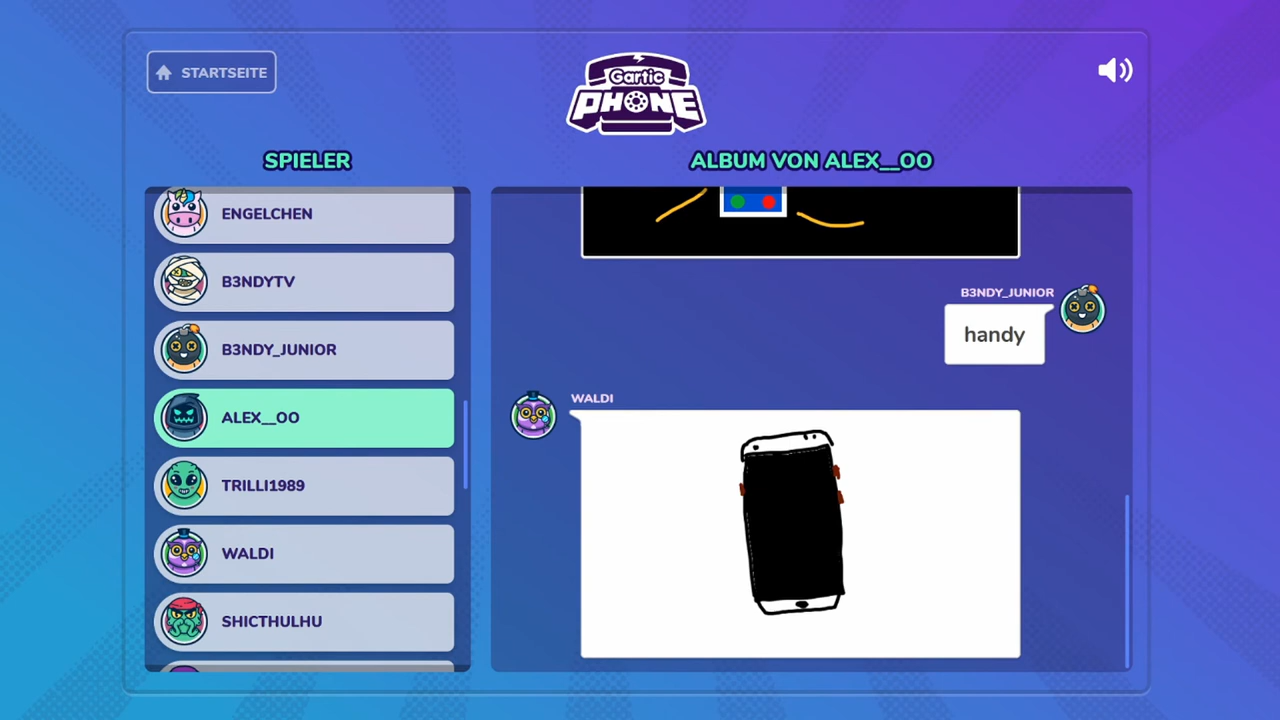 STARTSEITE
Gartic
PHONE
SPIELER
ALBUM VON ALEX__OO
ENGELCHEN
B3NDYTV
B3NDY_JUNIOR
ALEX__OO
TRILLI1989
WALDI
SHICTHULHU
B3NDY_JUNIOR
handy
WALDI